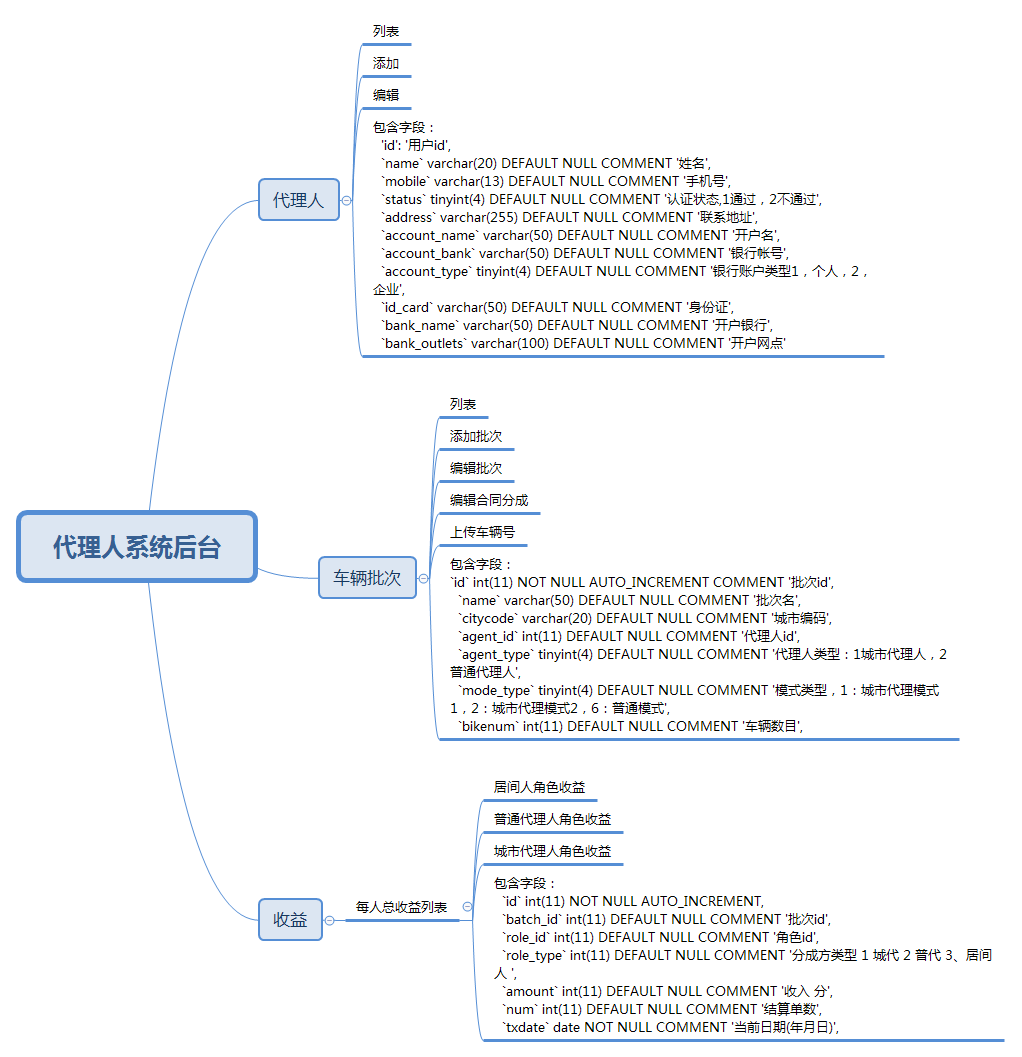 代理人系统后台
代理人
列表
添加
编辑
包含字段：
'id': '用户id',
`name` varchar(20) DEFAULT NULL COMMENT '姓名',
`mobile` varchar(13) DEFAULT NULL COMMENT '手机号',
`status` tinyint(4) DEFAULT NULL COMMENT '认证状态,1通过，2不通过',
`address` varchar(255) DEFAULT NULL COMMENT '联系地址',
`account_name` varchar(50) DEFAULT NULL COMMENT '开户名',
`account_bank` varchar(50) DEFAULT NULL COMMENT '银行帐号',
`account_type` tinyint(4) DEFAULT NULL COMMENT '银行账户类型1，个人，2，
企业',
`id_card` varchar(50) DEFAULT NULL COMMENT '身份证',
`bank_name` varchar(50) DEFAULT NULL COMMENT '开户银行',
`bank_outlets` varchar(100) DEFAULT NULL COMMENT '开户网点'
车辆批次
列表
添加批次
编辑批次
编辑合同分成
上传车辆号
包含字段：
`id` int(11) NOT NULL AUTO_INCREMENT COMMENT '批次id',
`name` varchar(50) DEFAULT NULL COMMENT '批次名',
`citycode` varchar(20) DEFAULT NULL COMMENT '城市编码',
`agent_id` int(11) DEFAULT NULL COMMENT '代理人id',
`agent_type` tinyint(4) DEFAULT NULL COMMENT '代理人类型：1城市代理人，2
普通代理人',
`mode_type` tinyint(4) DEFAULT NULL COMMENT '模式类型，1：城市代理模式
1，2：城市代理模式2，6：普通模式',
`bikenum` int(11) DEFAULT NULL COMMENT '车辆数目',
收益
每人总收益列表
居间人角色收益
普通代理人角色收益
城市代理人角色收益
包含字段：
`id` int(11) NOT NULL AUTO_INCREMENT,
`batch_id` int(11) DEFAULT NULL COMMENT '批次id',
`role_id` int(11) DEFAULT NULL COMMENT '角色id',
`role_type` int(11) DEFAULT NULL COMMENT '分成方类型 1 城代 2 普代 3、居间
人 ',
`amount` int(11) DEFAULT NULL COMMENT '收入 分',
`num` int(11) DEFAULT NULL COMMENT '结算单数',
`txdate` date NOT NULL COMMENT '当前日期(年月日)',